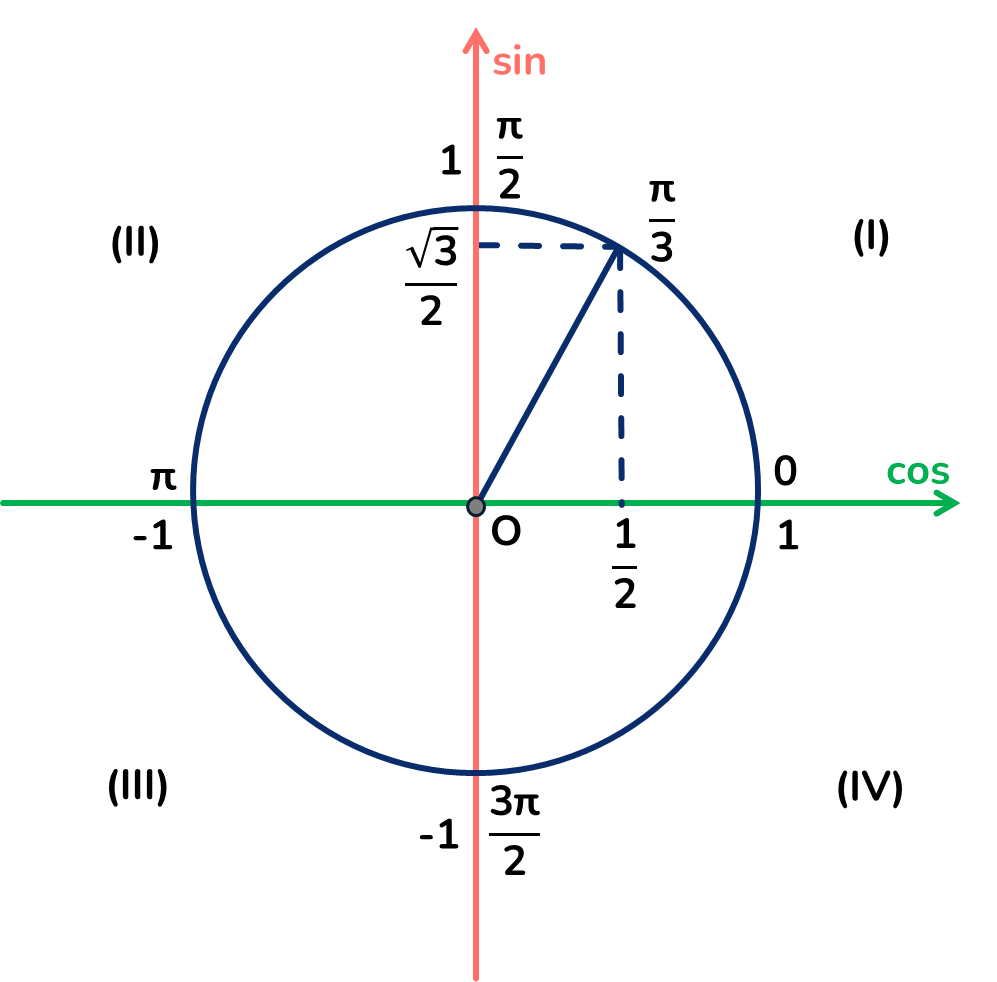 sin
1
π/2
π/3
(II)
√3/2
(I)
π
0
cos
-1
O
1/2
1
(III)
(IV)
-1
3π/2